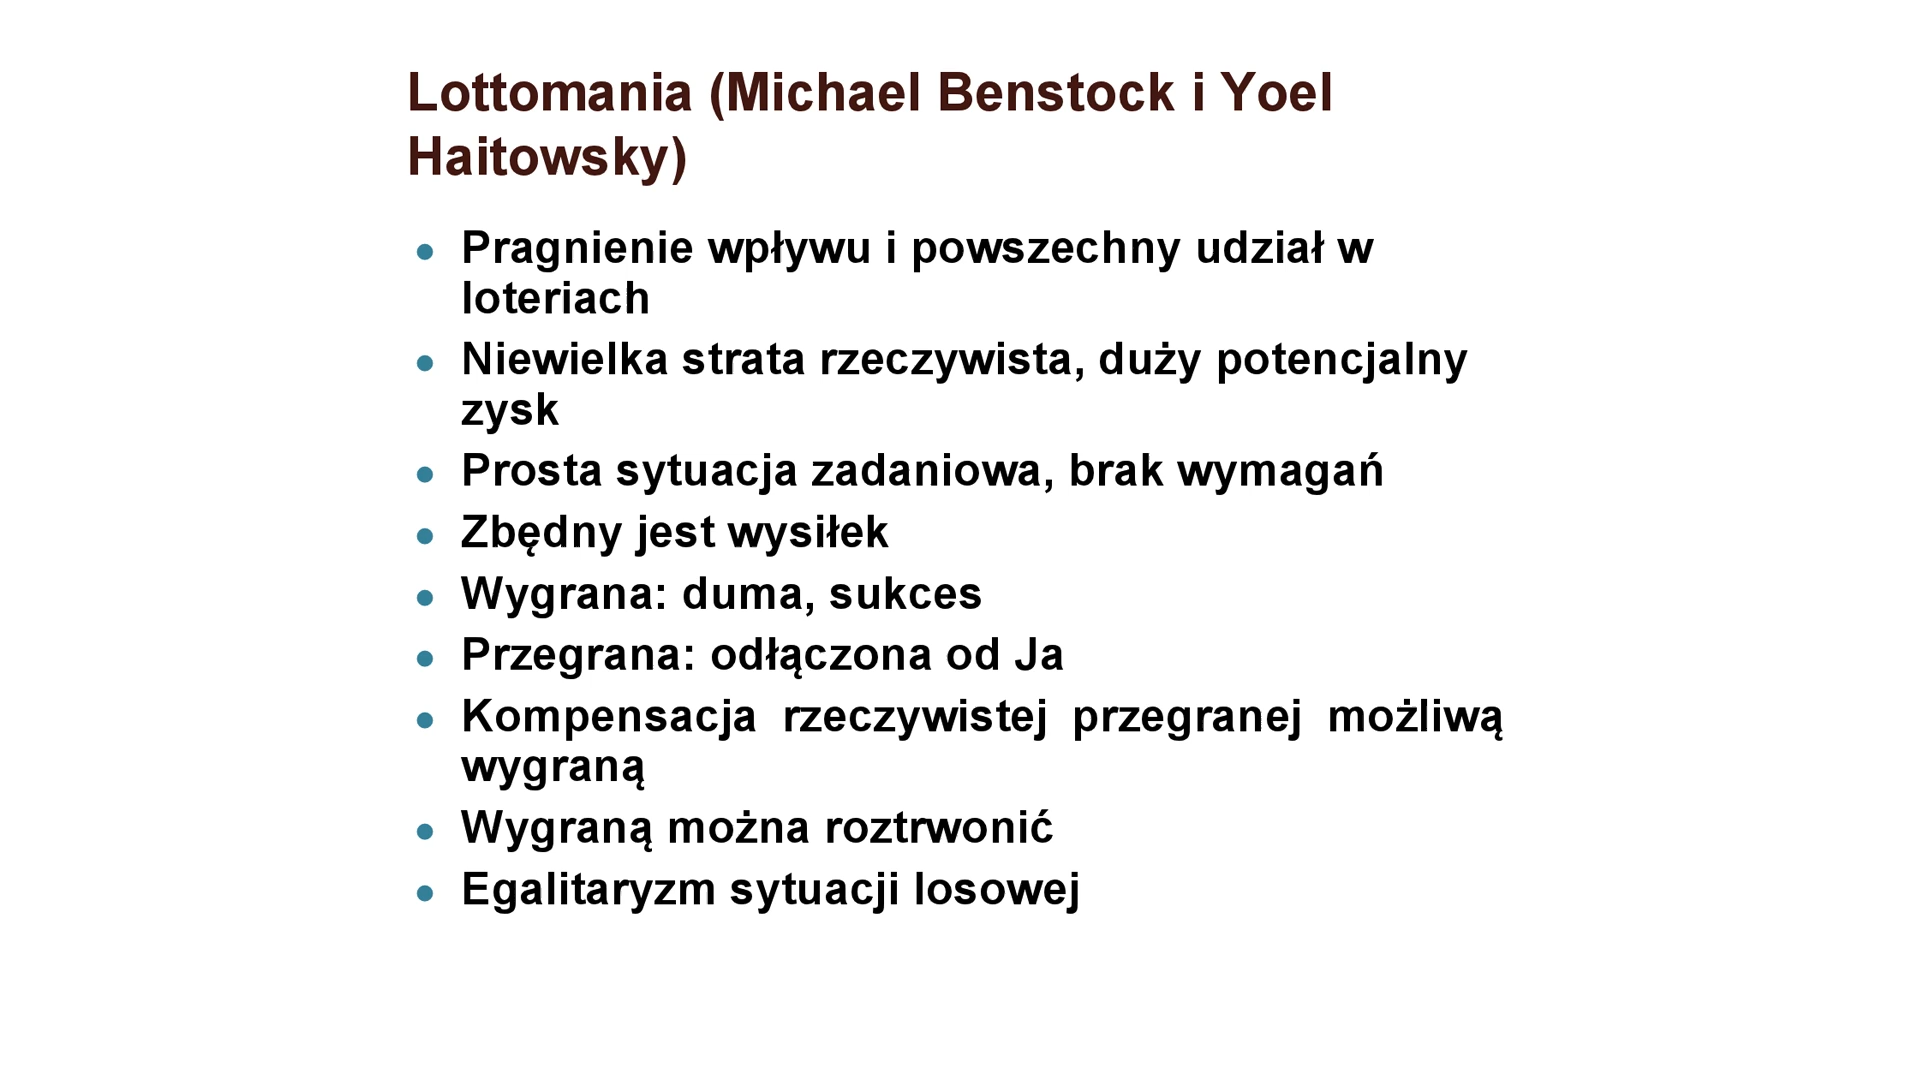 Lottomania (Michael Benstock i Yoel
Haitowsky)
● Pragnienie wpływu i powszechny udział w
loteriach
● Niewielka strata rzeczywista, duży potencjalny
zysk
● Prosta sytuacja zadaniowa, brak wymagań
● Zbędny jest wysiłek
● Wygrana: duma, sukces
● Przegrana: odłączona od Ja
● Kompensacja rzeczywistej przegranej możliwą
wygraną
● Wygraną można roztrwonić
● Egalitaryzm sytuacji losowej